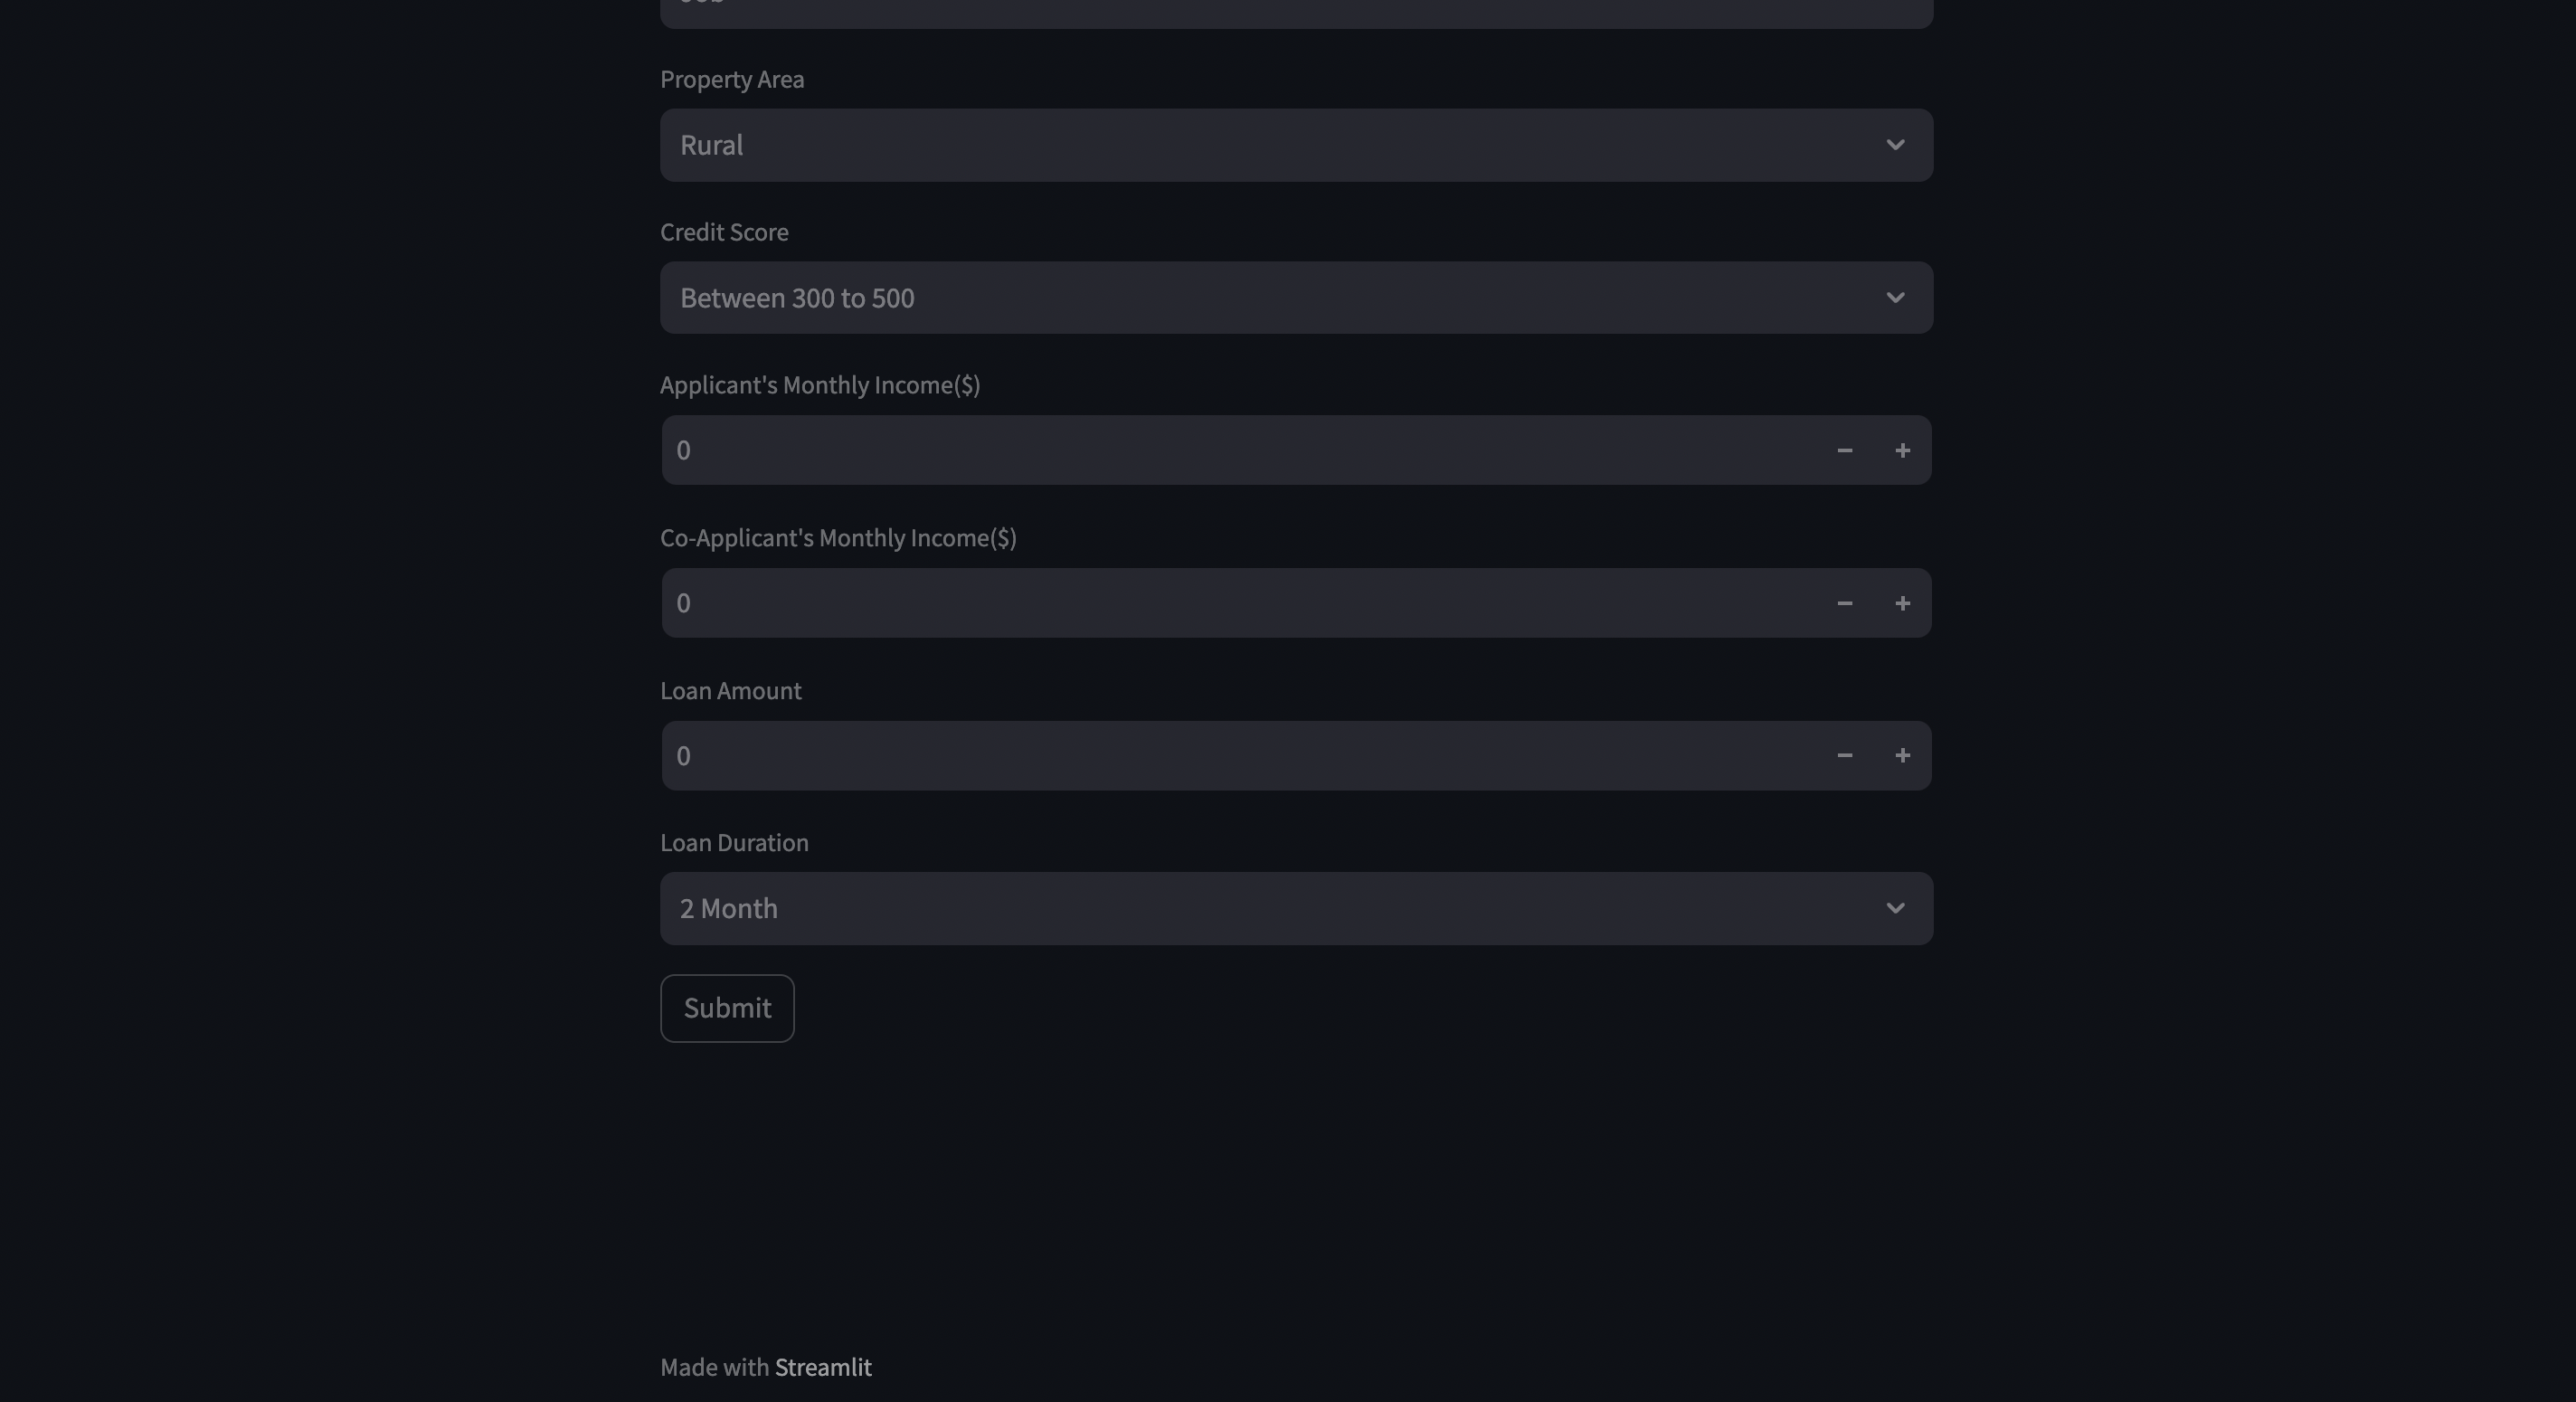 Property Area
Rural
Credit Score
Between 300 to 500
Applicant's Monthly Income($)
0
Co-Applicant's Monthly Income($)
0
Loan Amount
0
Loan Duration
2 Month
Submit
Made with Streamlit